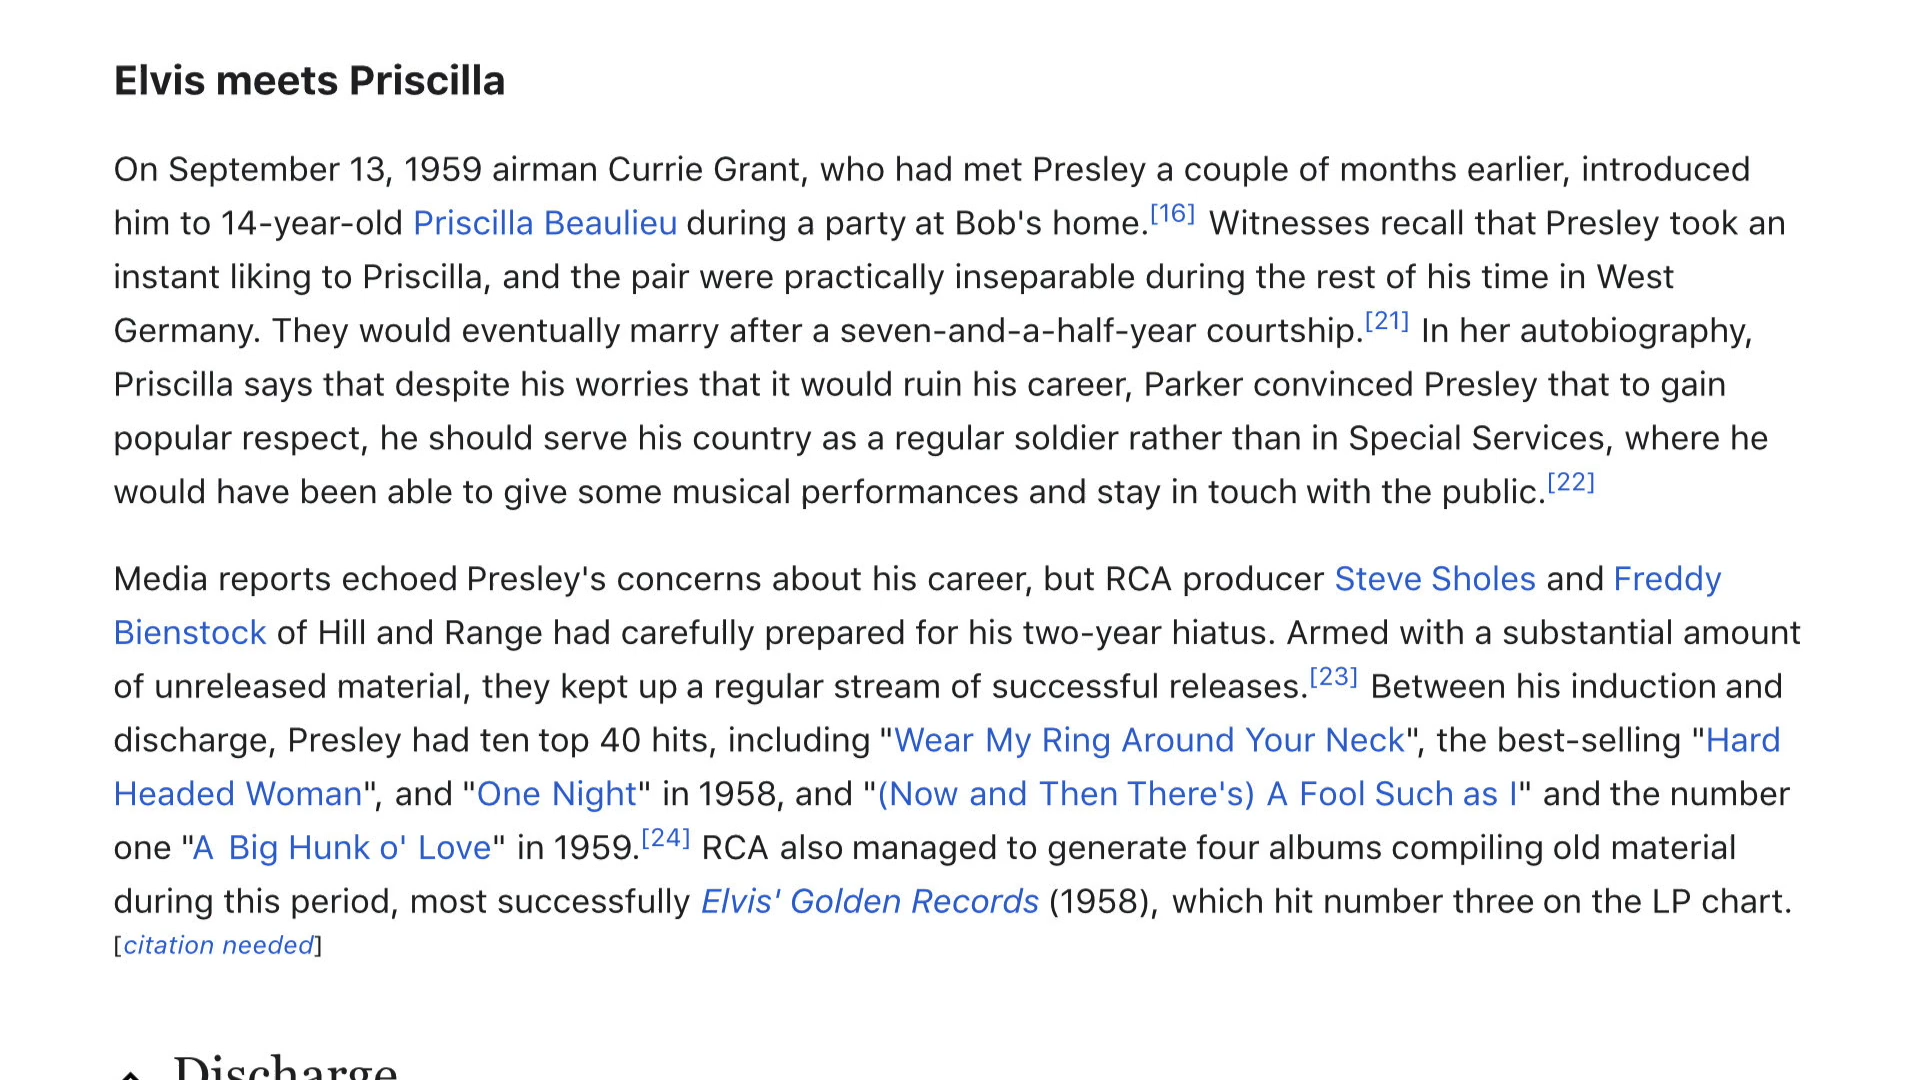 Elvis meets Priscilla
On September 13, 1959 airman Currie Grant, who had met Presley a couple of months earlier, introduced
him to 14-year-old Priscilla Beaulieu during a party at Bob's home.[16] Witnesses recall that Presley took an
instant liking to Priscilla, and the pair were practically inseparable during the rest of his time in West
Germany. They would eventually marry after a seven-and-a-half-year courtship.[21] In her autobiography,
Priscilla says that despite his worries that it would ruin his career, Parker convinced Presley that to gain
popular respect, he should serve his country as a regular soldier rather than in Special Services, where he
would have been able to give some musical performances and stay in touch with the public.[22]
Media reports echoed Presley's concerns about his career, but RCA producer Steve Sholes and Freddy
Bienstock of Hill and Range had carefully prepared for his two-year hiatus. Armed with a substantial amount
of unreleased material, they kept up a regular stream of successful releases.[23] Between his induction and
discharge, Presley had ten top 40 hits, including "Wear My Ring Around Your Neck", the best-selling "Hard
Headed Woman", and "One Night" in 1958, and "(Now and Then There's) A Fool Such as I" and the number
one "A Big Hunk o' Love" in 1959.[24] RCA also managed to generate four albums compiling old material
during this period, most successfully Elvis' Golden Records (1958), which hit number three on the LP chart.
[citation needed]
Discharge